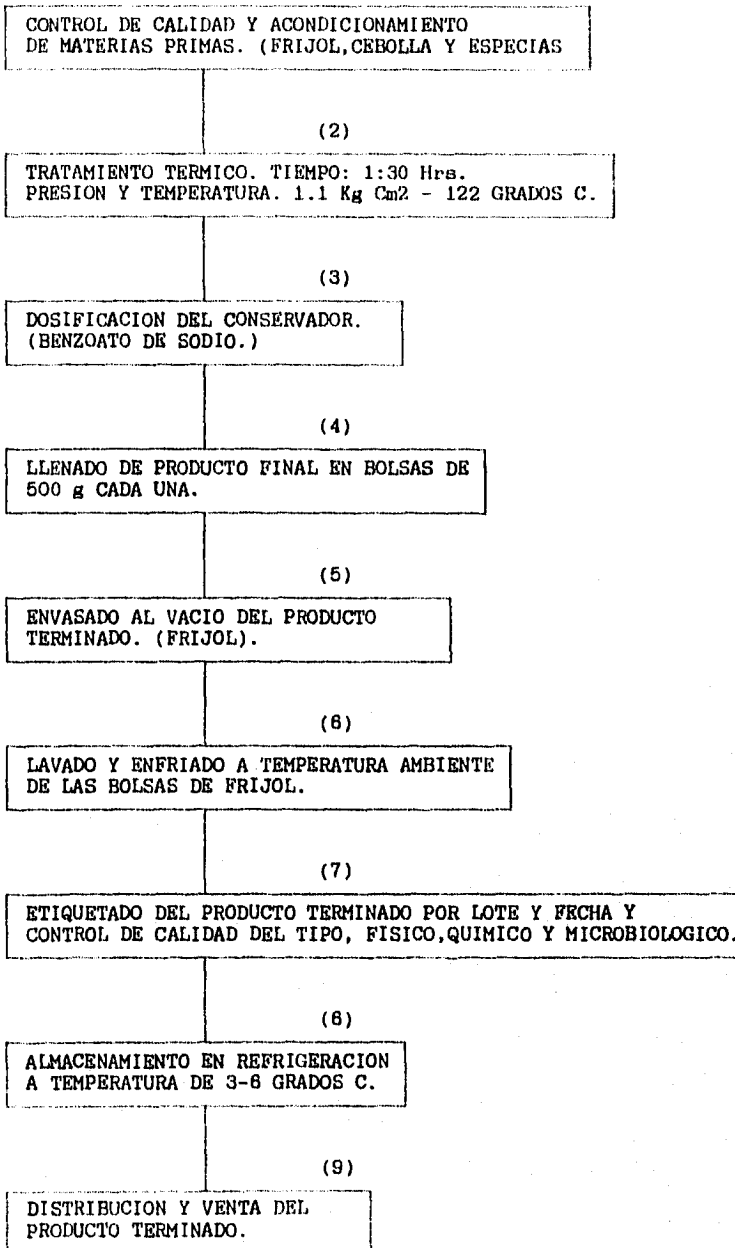 CONTROL DE CALIDAD Y ACONDICIONAMIENTO
DE MATERIAS PRIMAS. (FRIJOL,CEBOLLA Y ESPECIAS
(2)
TRATAMIENTO TERMICO. TIEMPO: 1:30 Hrs.
PRESION Y TEMPERATURA. 1.1 Kg Cm2 - 122 GRADOS C.
(3)
DOSIFICACION DEL CONSERVADOR.
(BENZOATO DE SODIO.)
(4)
LLENADO DE PRODUCTO FINAL EN BOLSAS DE
500 g CADA UNA.
(5)
ENVASADO AL VACIO DEL PRODUCTO
TERMINADO. (FRIJOL).
(6)
LAVADO Y ENFRIADO A TEMPERATURA AMBIENTE
DE LAS BOLSAS DE FRIJOL.
(7)
ETIQUETADO DEL PRODUCTO TERMINADO POR LOTE Y FECHA Y
CONTROL DE CALIDAD DEL TIPO, FISICO,QUIMICO Y MICROBIOLOGICO.
(8)
ALMACENAMIENTO EN REFRIGERACION
A TEMPERATURA DE 3-6 GRADOS C.
(9)
DISTRIBUCION Y VENTA DEL
PRODUCTO TERMINADO.